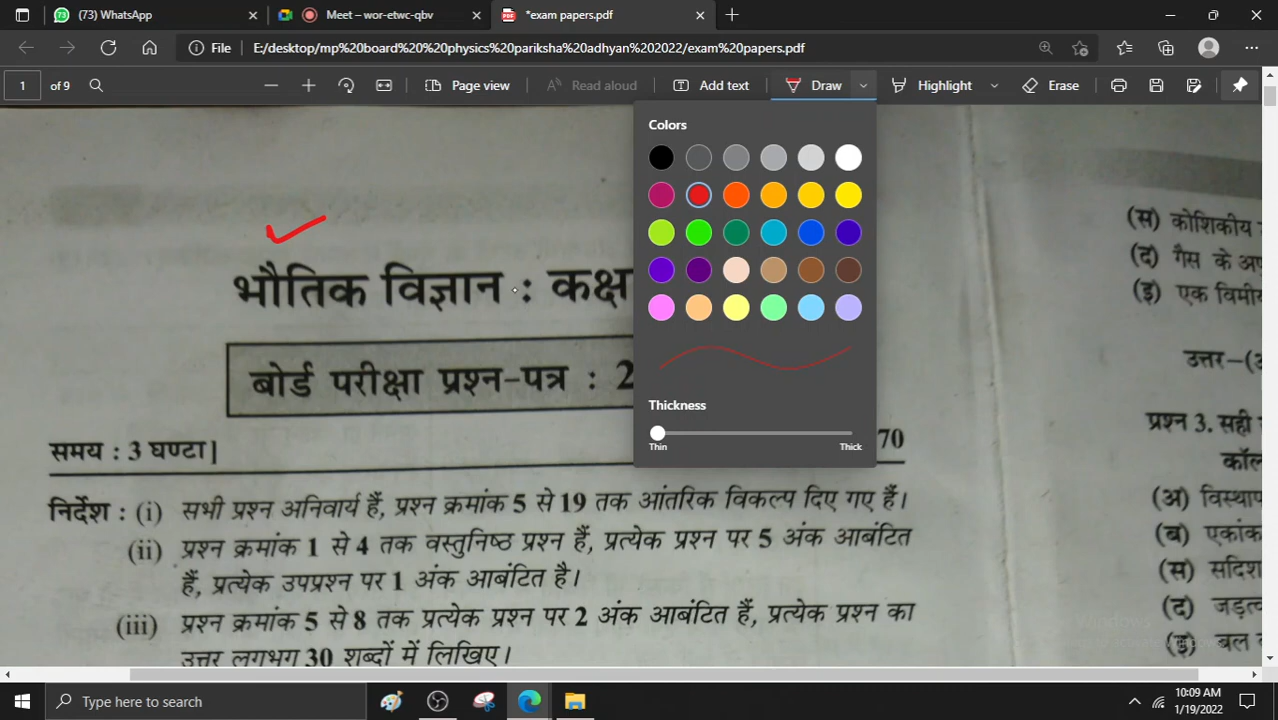 (73) WhatsApp
Meet – wor-etwc-qbv
*exam papers.pdf
File
E:/desktop/mp%20board%20%20physics%20pariksha%20adhyan%202022/exam%20papers.pdf
1 of 9
Page view
Read aloud
Add text
Draw
Highlight
Erase
Colors
Thickness
Thin
Thick
भौतिक विज्ञान : कक्ष
बोर्ड परीक्षा प्रश्न-पत्र : 2
समय : 3 घण्टा]
70
निर्देश : (i) सभी प्रश्न अनिवार्य हैं, प्रश्न क्रमांक 5 से 19 तक आंतरिक विकल्प दिए गए हैं।
(ii) प्रश्न क्रमांक 1 से 4 तक वस्तुनिष्ठ प्रश्न हैं, प्रत्येक प्रश्न पर 5 अंक आबंटित
हैं, प्रत्येक उपप्रश्न पर 1 अंक आबंटित है।
(iii) प्रश्न क्रमांक 5 से 8 तक प्रत्येक प्रश्न पर 2 अंक आबंटित हैं, प्रत्येक प्रश्न का
उत्तर लगभग 30 शब्दों में लिखिए।
(स) कोशिकीय
(द) गैस के अ
(इ) एक विमी
उत्तर–(
प्रश्न 3. सही
कॉल
(अ) विस्थाप
(ब) एकांक
(स) सदिश
(द) जड़त्व
(इ) बल
Type here to search
10:09 AM
1/19/2022